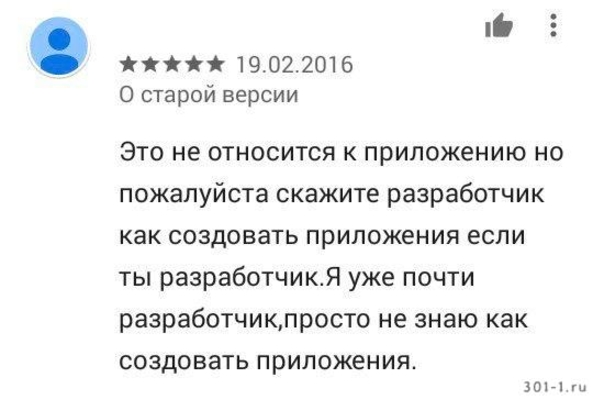 ★★★★★ 19.02.2016
О старой версии
Это не относится к приложению но
пожалуйста скажите разработчик
как создовать приложения если
ты разработчик.Я уже почти
разработчик,просто не знаю как
создовать приложения.
301-1.ru